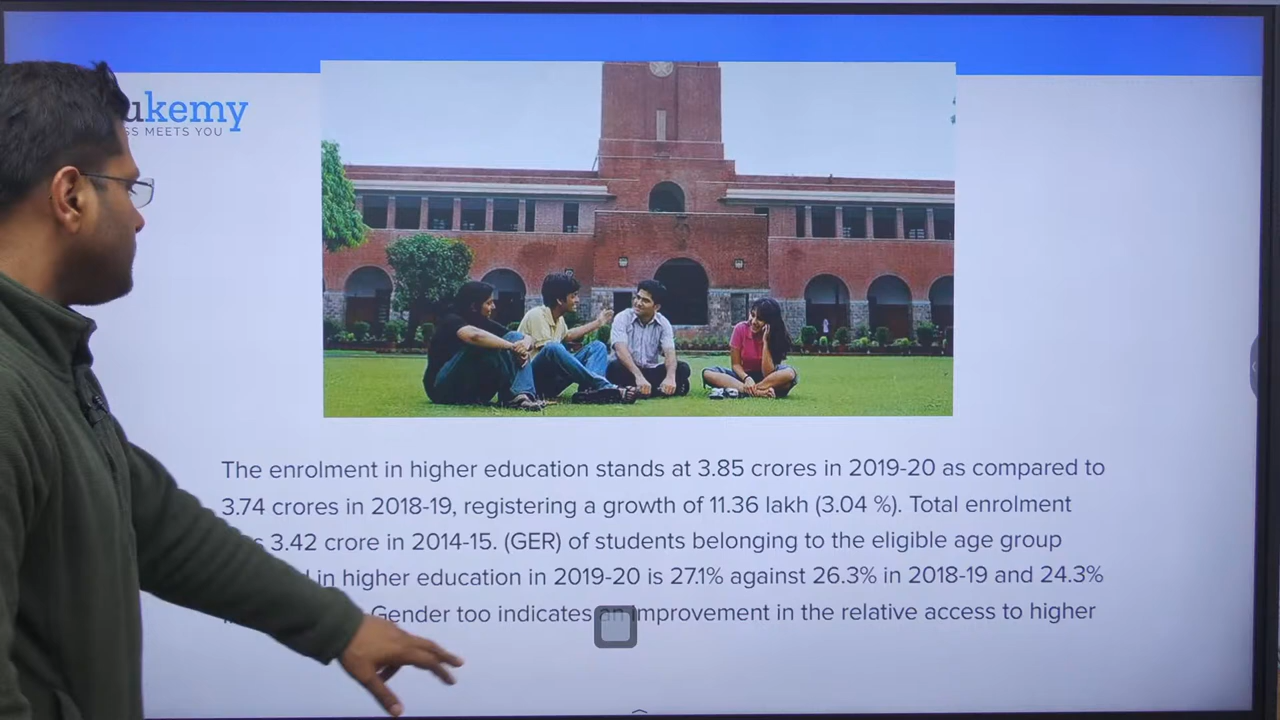 ukemy
SS MEETS YOU
The enrolment in higher education stands at 3.85 crores in 2019-20 as compared to
3.74 crores in 2018-19, registering a growth of 11.36 lakh (3.04 %). Total enrolment
3.42 crore in 2014-15. (GER) of students belonging to the eligible age group
in higher education in 2019-20 is 27.1% against 26.3% in 2018-19 and 24.3%
Gender too indicates an improvement in the relative access to higher